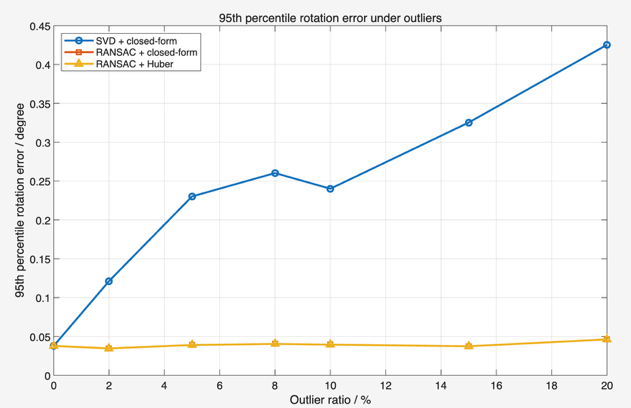 95th percentile rotation error under outliers
SVD + closed-form
RANSAC + closed-form
RANSAC + Huber
95th percentile rotation error / degree
0.45
0.4
0.35
0.3
0.25
0.2
0.15
0.1
0.05
0
0 2 4 6 8 10 12 14 16 18 20
Outlier ratio / %